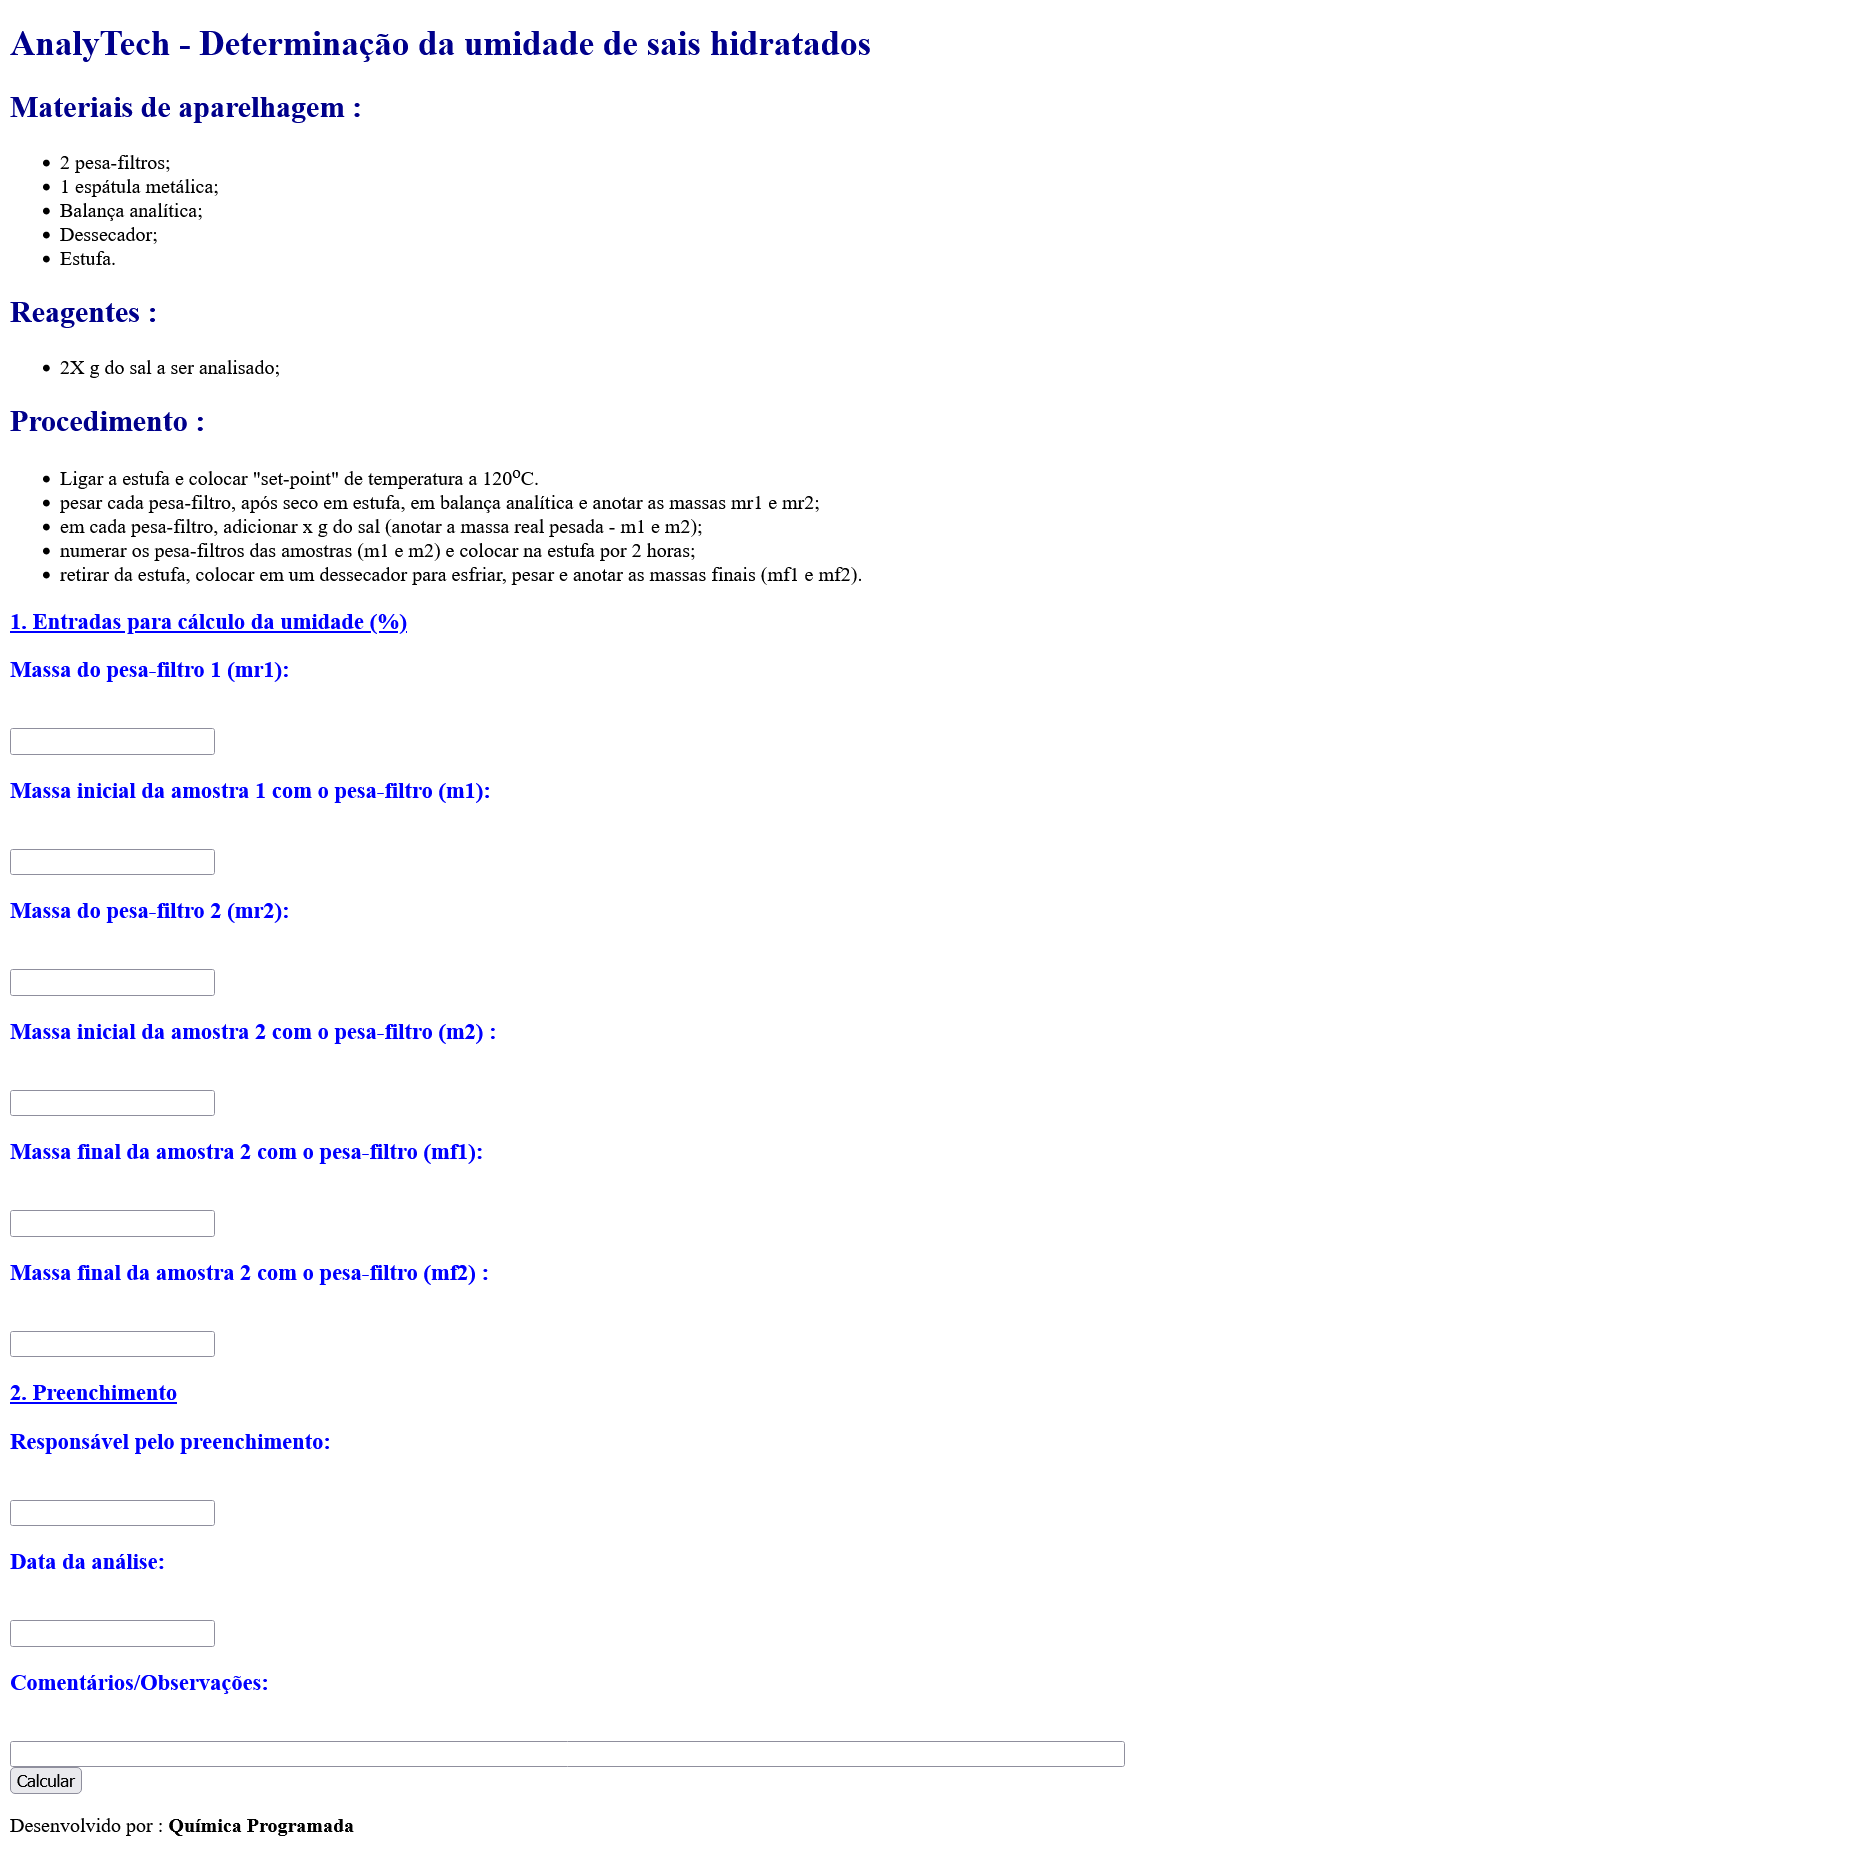 AnalyTech - Determinação da umidade de sais hidratados
Materiais de aparelhagem :
2 pesa-filtros;
1 espátula metálica;
Balança analítica;
Dessecador;
Estufa.
Reagentes :
2X g do sal a ser analisado;
Procedimento :
Ligar a estufa e colocar "set-point" de temperatura a 120ºC.
pesar cada pesa-filtro, após seco em estufa, em balança analítica e anotar as massas mr1 e mr2;
em cada pesa-filtro, adicionar x g do sal (anotar a massa real pesada - m1 e m2);
numerar os pesa-filtros das amostras (m1 e m2) e colocar na estufa por 2 horas;
retirar da estufa, colocar em um dessecador para esfriar, pesar e anotar as massas finais (mf1 e mf2).
1. Entradas para cálculo da umidade (%)
Massa do pesa-filtro 1 (mr1):
Massa inicial da amostra 1 com o pesa-filtro (m1):
Massa do pesa-filtro 2 (mr2):
Massa inicial da amostra 2 com o pesa-filtro (m2) :
Massa final da amostra 2 com o pesa-filtro (mf1):
Massa final da amostra 2 com o pesa-filtro (mf2) :
2. Preenchimento
Responsável pelo preenchimento:
Data da análise:
Comentários/Observações:
Calcular
Desenvolvido por : Química Programada